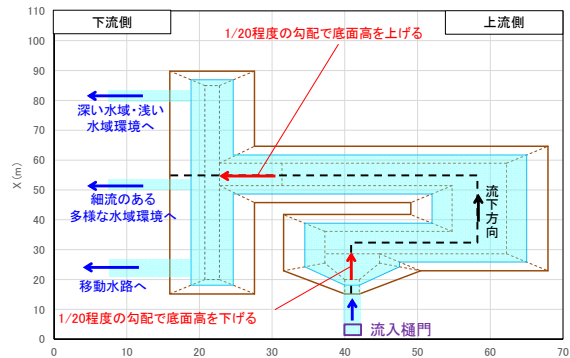 下流側
上流側
1/20程度の勾配で底面高を上げる
深い水域・浅い
水域環境へ
細流のある
多様な水域環境へ
移動水路へ
流下方向
1/20程度の勾配で底面高を下げる
流入樋門
X(m)
110
100
90
80
70
60
50
40
30
20
10
0
0
10
20
30
40
50
60
70